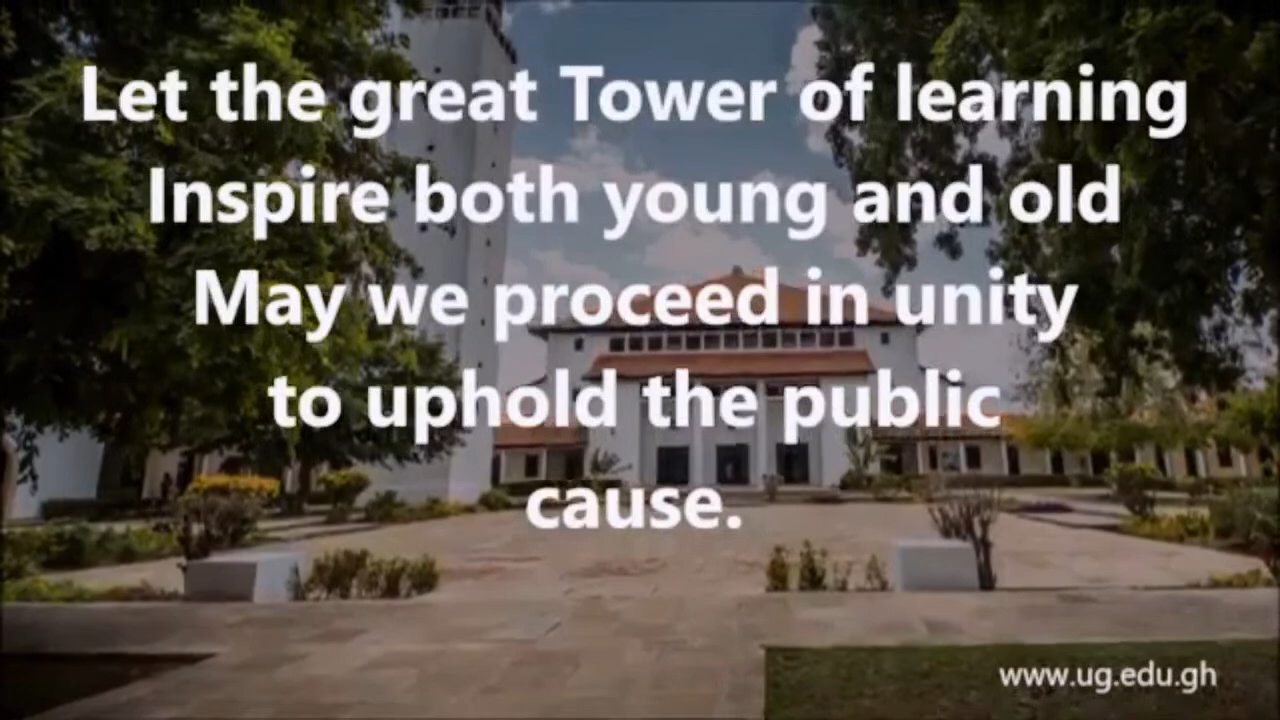 Let the great Tower of learning
Inspire both young and old
May we proceed in unity
to uphold the public
cause.
www.ug.edu.gh